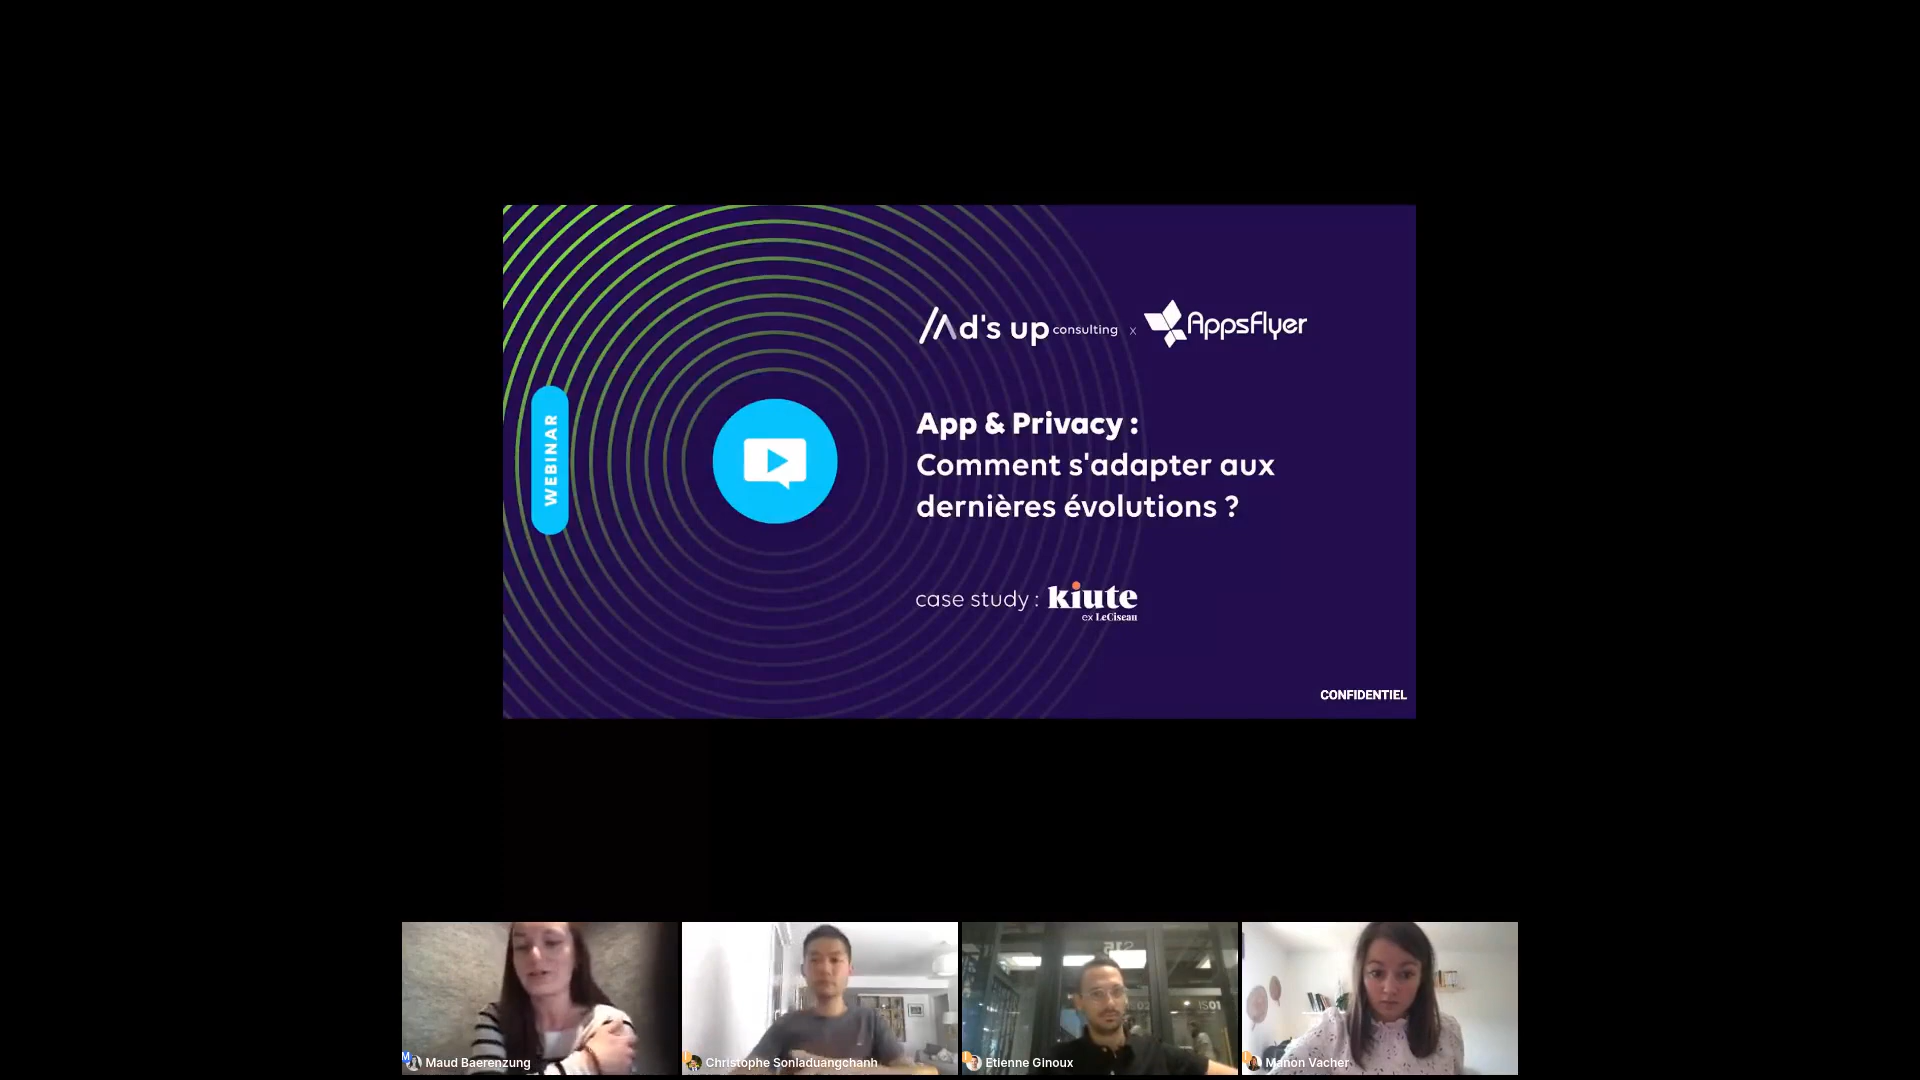 Ad's up consulting x AppsFlyer
WEBINAR
App & Privacy :
Comment s'adapter aux
dernières évolutions ?
case study : kiute
ex LeCiseau
CONFIDENTIEL
Maud Baerenzung
Christophe Sonladuangchanh
Etienne Ginoux
Manon Vacher